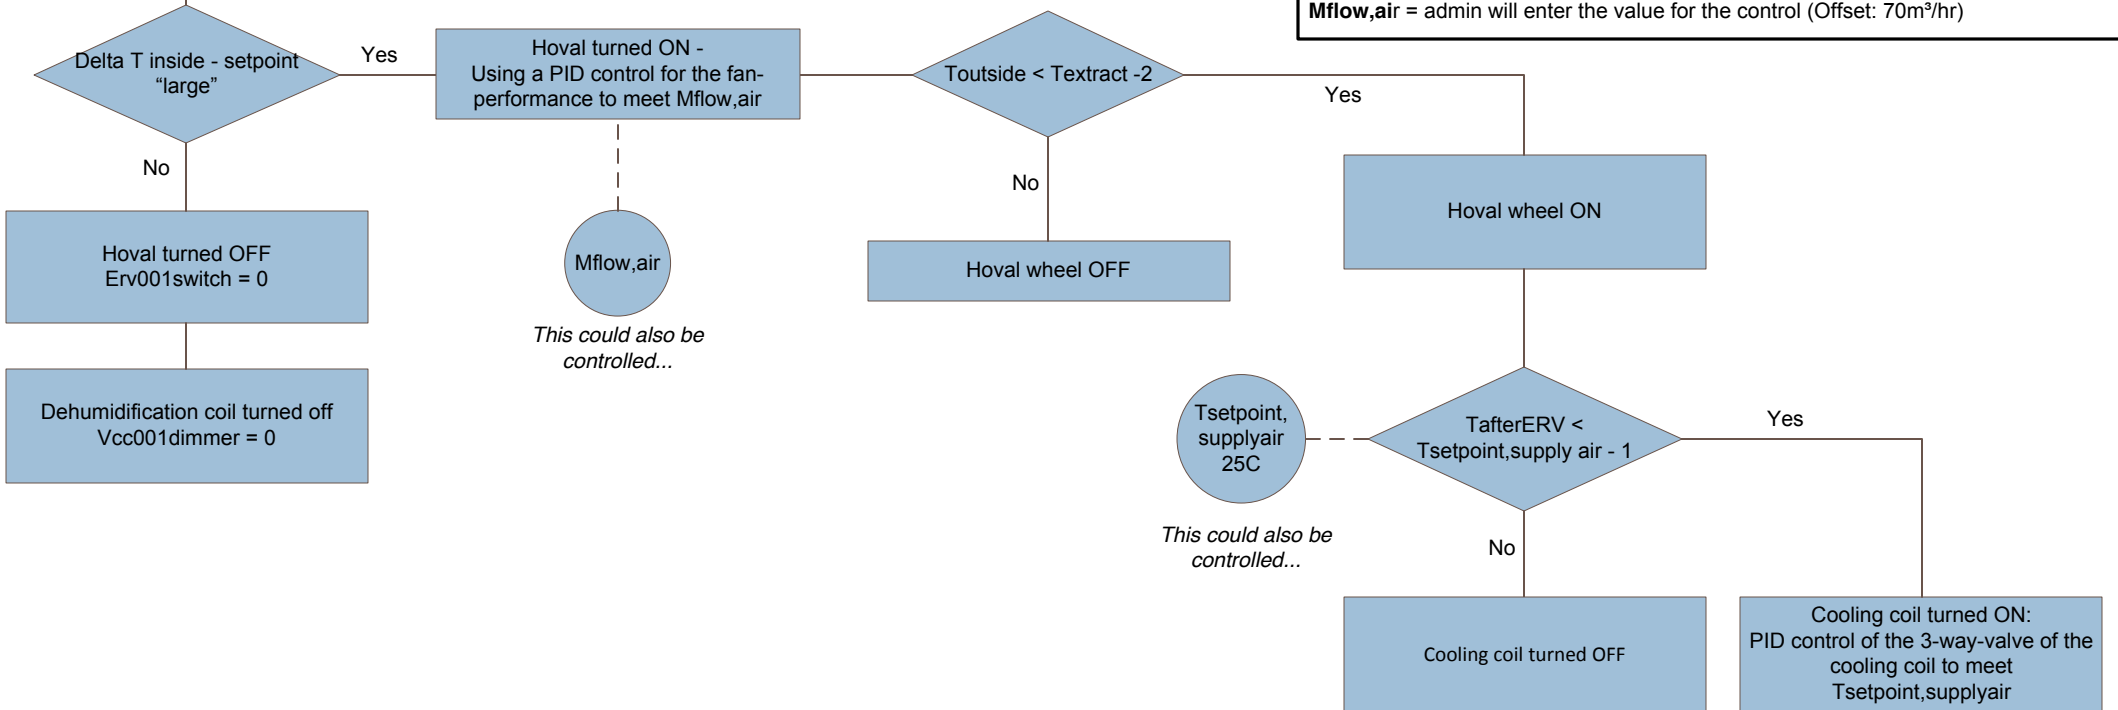 Mflow,air = admin will enter the value for the control (Offset: 70m³/hr)
Delta T inside - setpoint
“large”
Yes
Hoval turned ON -
Using a PID control for the fan-
performance to meet Mflow,air
Toutside < Textract -2
Yes
No
No
Hoval turned OFF
Erv001switch = 0
Mflow,air
This could also be
controlled...
Hoval wheel OFF
Hoval wheel ON
Dehumidification coil turned off
Vcc001dimmer = 0
Tsetpoint,
supplyair
25C
This could also be
controlled...
TafterERV <
Tsetpoint,supply air - 1
Yes
No
Cooling coil turned OFF
Cooling coil turned ON:
PID control of the 3-way-valve of the
cooling coil to meet
Tsetpoint,supplyair